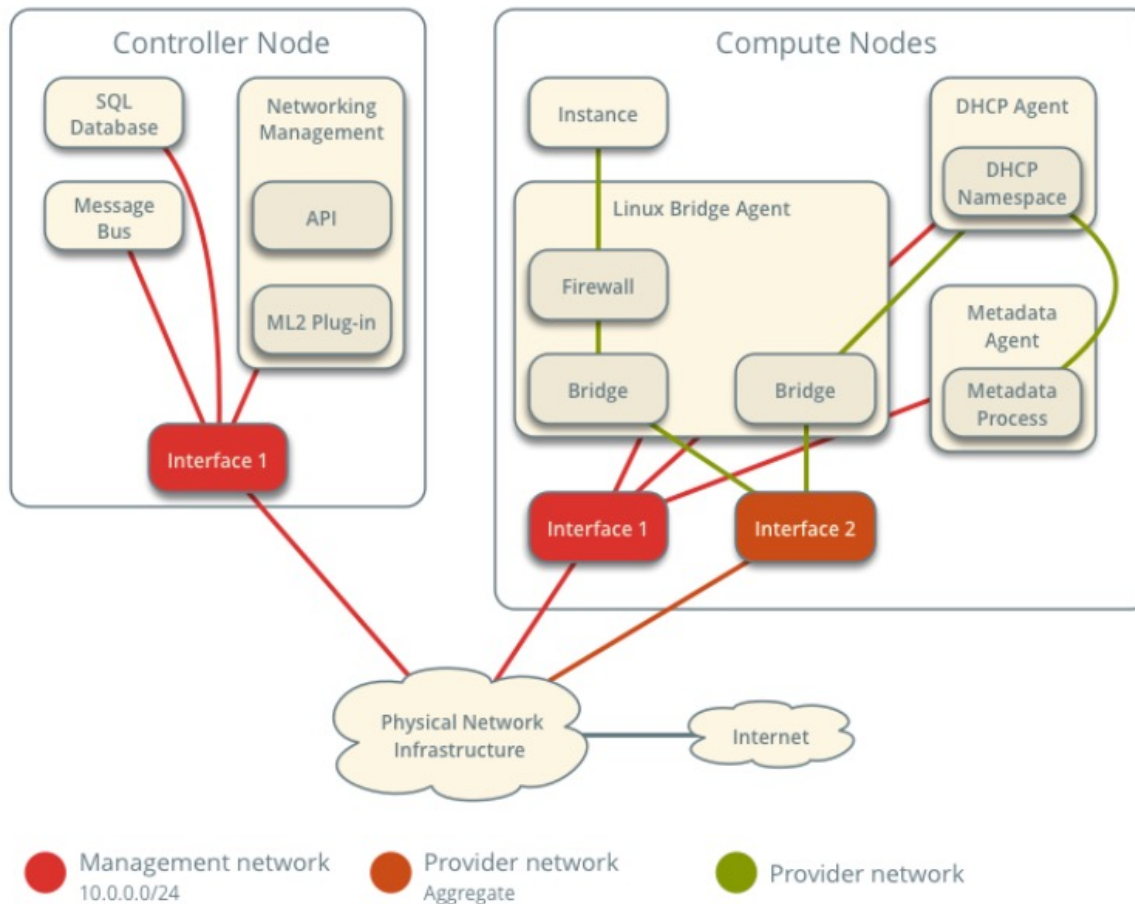 Controller Node
SQL
Database
Networking
Management
Message
Bus
API
ML2 Plug-in
Interface 1
Compute Nodes
Instance
DHCP Agent
DHCP
Namespace
Linux Bridge Agent
Firewall
Metadata
Agent
Bridge
Bridge
Metadata
Process
Interface 1
Interface 2
Physical Network
Infrastructure
Internet
Management network
10.0.0.0/24
Provider network
Aggregate
Provider network